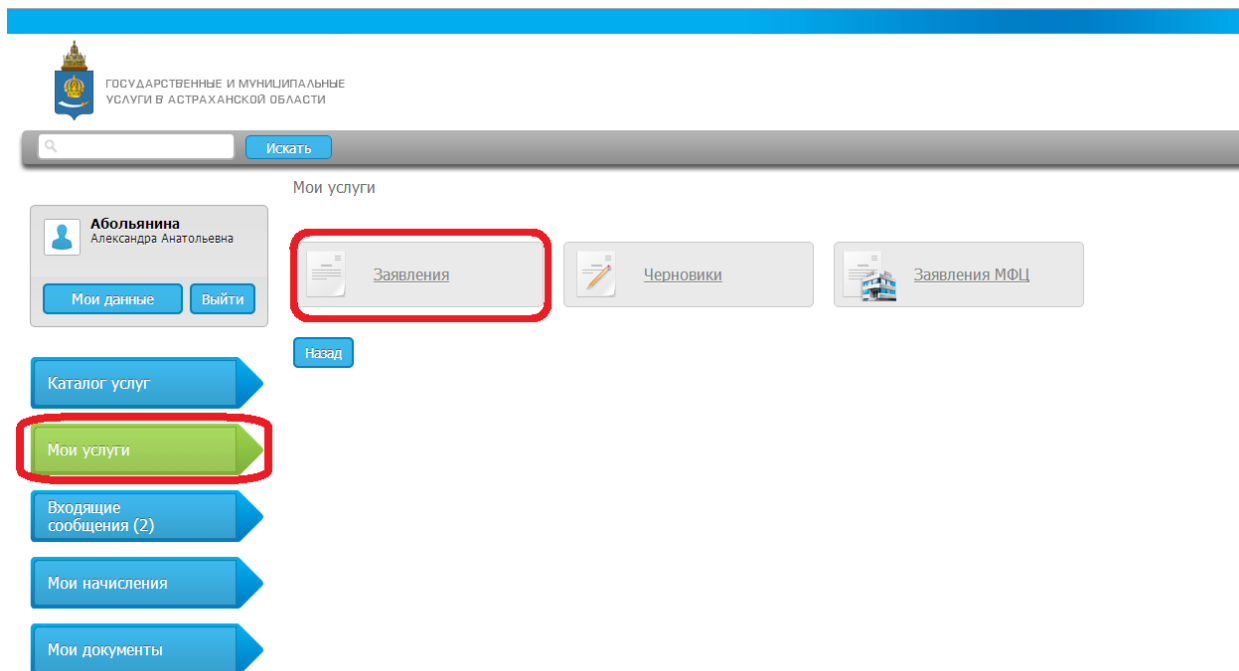 ГОСУДАРСТВЕННЫЕ И МУНИЦИПАЛЬНЫЕ
УСЛУГИ В АСТРАХАНСКОЙ ОБЛАСТИ
Искать
Мои услуги
Абольянина
Александра Анатольевна
Мои данные
Выйти
Заявления
Черновики
Заявления МФЦ
Назад
Каталог услуг
Мои услуги
Входящие
сообщения (2)
Мои начисления
Мои документы